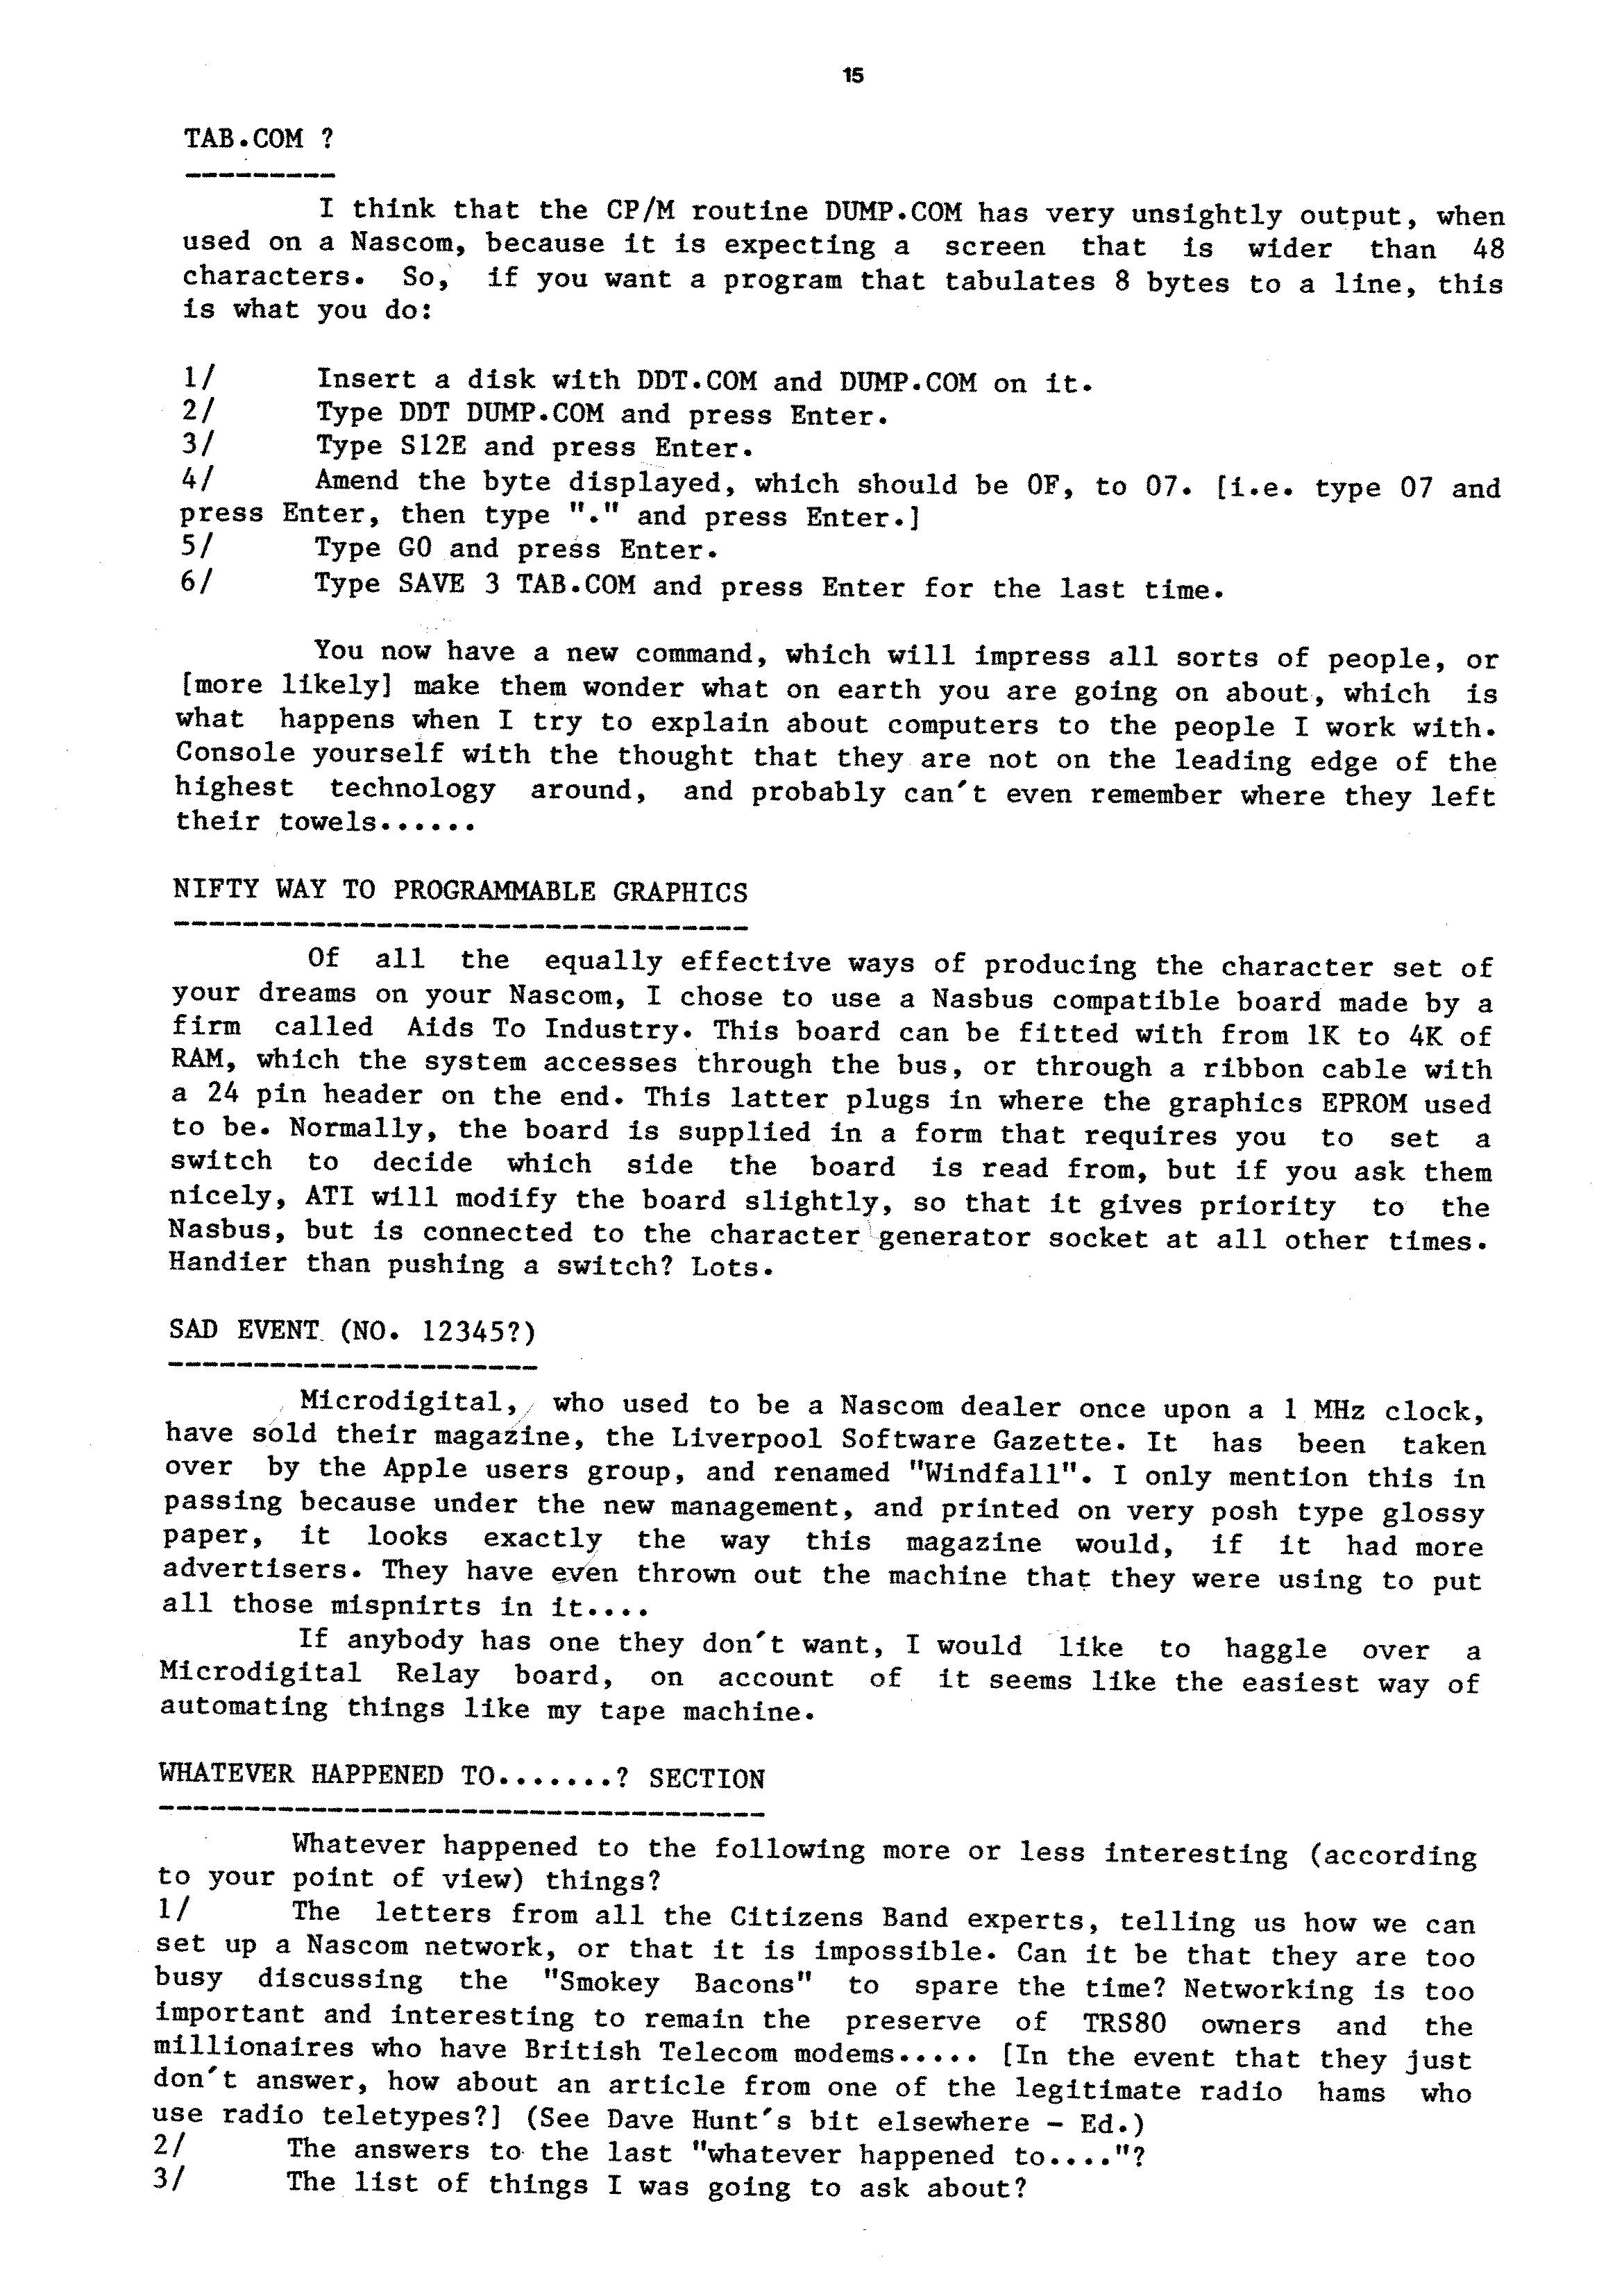 15
TAB.COM ?
---------
I think that the CP/M routine DUMP.COM has very unsightly output, when
used on a Nascom, because it is expecting a screen that is wider than 48
characters. So, if you want a program that tabulates 8 bytes to a line, this
is what you do:
1/ Insert a disk with DDT.COM and DUMP.COM on it.
2/ Type DDT DUMP.COM and press Enter.
3/ Type S12E and press Enter.
4/ Amend the byte displayed, which should be 0F, to 07. [i.e. type 07 and
press Enter, then type "." and press Enter.]
5/ Type G0 and press Enter.
6/ Type SAVE 3 TAB.COM and press Enter for the last time.
You now have a new command, which will impress all sorts of people, or
[more likely] make them wonder what on earth you are going on about, which is
what happens when I try to explain about computers to the people I work with.
Console yourself with the thought that they are not on the leading edge of the
highest technology around, and probably can't even remember where they left
their towels......
NIFTY WAY TO PROGRAMMABLE GRAPHICS
----------------------------------
Of all the equally effective ways of producing the character set of
your dreams on your Nascom, I chose to use a Nasbus compatible board made by a
firm called Aids To Industry. This board can be fitted with from 1K to 4K of
RAM, which the system accesses through the bus, or through a ribbon cable with
a 24 pin header on the end. This latter plugs in where the graphics EPROM used
to be. Normally, the board is supplied in a form that requires you to set a
switch to decide which side the board is read from, but if you ask them
nicely, ATI will modify the board slightly, so that it gives priority to the
Nasbus, but is connected to the character generator socket at all other times.
Handier than pushing a switch? Lots.
SAD EVENT (NO. 12345?)
----------------------
Microdigital, who used to be a Nascom dealer once upon a 1 MHz clock,
have sold their magazine, the Liverpool Software Gazette. It has been taken
over by the Apple users group, and renamed "Windfall". I only mention this in
passing because under the new management, and printed on very posh type glossy
paper, it looks exactly the way this magazine would, if it had more
advertisers. They have even thrown out the machine that they were using to put
all those mispnirts in it....
If anybody has one they don't want, I would like to haggle over a
Microdigital Relay board, on account of it seems like the easiest way of
automating things like my tape machine.
WHATEVER HAPPENED TO.......? SECTION
------------------------------------
Whatever happened to the following more or less interesting (according
to your point of view) things?
1/ The letters from all the Citizens Band experts, telling us how we can
set up a Nascom network, or that it is impossible. Can it be that they are too
busy discussing the "Smokey Bacons" to spare the time? Networking is too
important and interesting to remain the preserve of TRS80 owners and the
millionaires who have British Telecom modems..... [In the event that they just
don't answer, how about an article from one of the legitimate radio hams who
use radio teletypes?] (See Dave Hunt's bit elsewhere - Ed.)
2/ The answers to the last "whatever happened to...."?
3/ The list of things I was going to ask about?